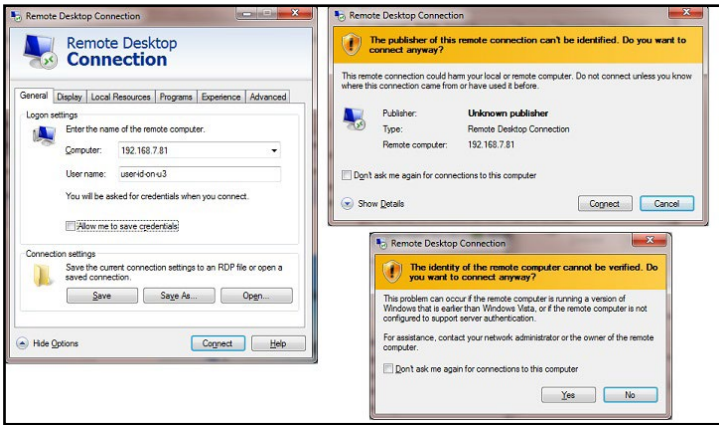 Remote Desktop Connection
Remote Desktop
Connection
General Display Local Resources Programs Experience Advanced
Logon settings
Enter the name of the remote computer.
Computer: 192.168.7.81
User name: user-id-on-u3
You will be asked for credentials when you connect.
Allow me to save credentials
Connection settings
Save the current connection settings to an RDP file or open a
saved connection.
Save Save As... Open...
Hide Options Connect Help
Remote Desktop Connection
The publisher of this remote connection can't be identified. Do you want to
connect anyway?
This remote connection could harm your local or remote computer. Do not connect unless you know
where this connection came from or have used it before.
Publisher: Unknown publisher
Type: Remote Desktop Connection
Remote computer: 192.168.7.81
Don't ask me again for connections to this computer
Show Details Connect Cancel
Remote Desktop Connection
The identity of the remote computer cannot be verified. Do
you want to connect anyway?
This problem can occur if the remote computer is running a version of
Windows that is earlier than Windows Vista, or if the remote computer is not
configured to support server authentication.
For assistance, contact your network administrator or the owner of the remote
computer.
Don't ask me again for connections to this computer
Yes No